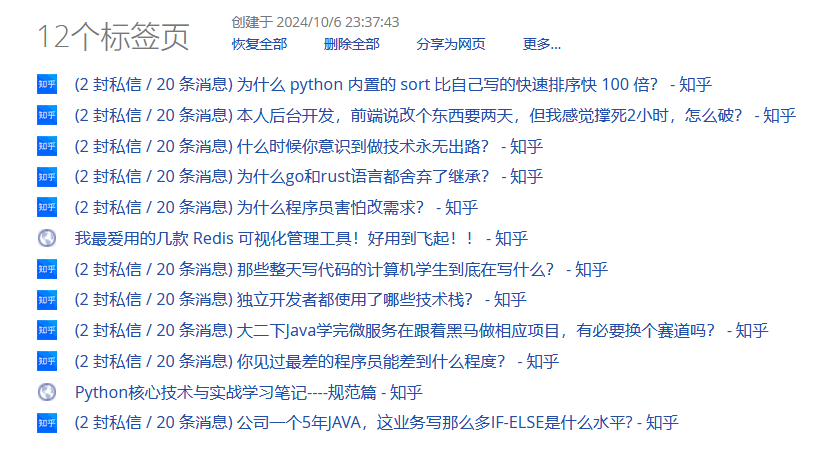 12个标签页
创建于 2024/10/6 23:37:43
恢复全部 删除全部 分享为网页 更多...
知乎 (2 封私信 / 20 条消息) 为什么 python 内置的 sort 比自己写的快速排序快 100 倍？ - 知乎
知乎 (2 封私信 / 20 条消息) 本人后台开发，前端说改个东西要两天，但我感觉撑死2小时，怎么破？ - 知乎
知乎 (2 封私信 / 20 条消息) 什么时候你意识到做技术永无出路？ - 知乎
知乎 (2 封私信 / 20 条消息) 为什么go和rust语言都舍弃了继承？ - 知乎
知乎 (2 封私信 / 20 条消息) 为什么程序员害怕改需求？ - 知乎
我最爱用的几款 Redis 可视化管理工具！好用到飞起！！ - 知乎
知乎 (2 封私信 / 20 条消息) 那些整天写代码的计算机学生到底在写什么？ - 知乎
知乎 (2 封私信 / 20 条消息) 独立开发者都使用了哪些技术栈？ - 知乎
知乎 (2 封私信 / 20 条消息) 大二下Java学完微服务在跟着黑马做相应项目，有必要换个赛道吗？ - 知乎
知乎 (2 封私信 / 20 条消息) 你见过最差的程序员能差到什么程度？ - 知乎
Python核心技术与实战学习笔记----规范篇 - 知乎
知乎 (2 封私信 / 20 条消息) 公司一个5年JAVA，这业务写那么多IF-ELSE是什么水平? - 知乎